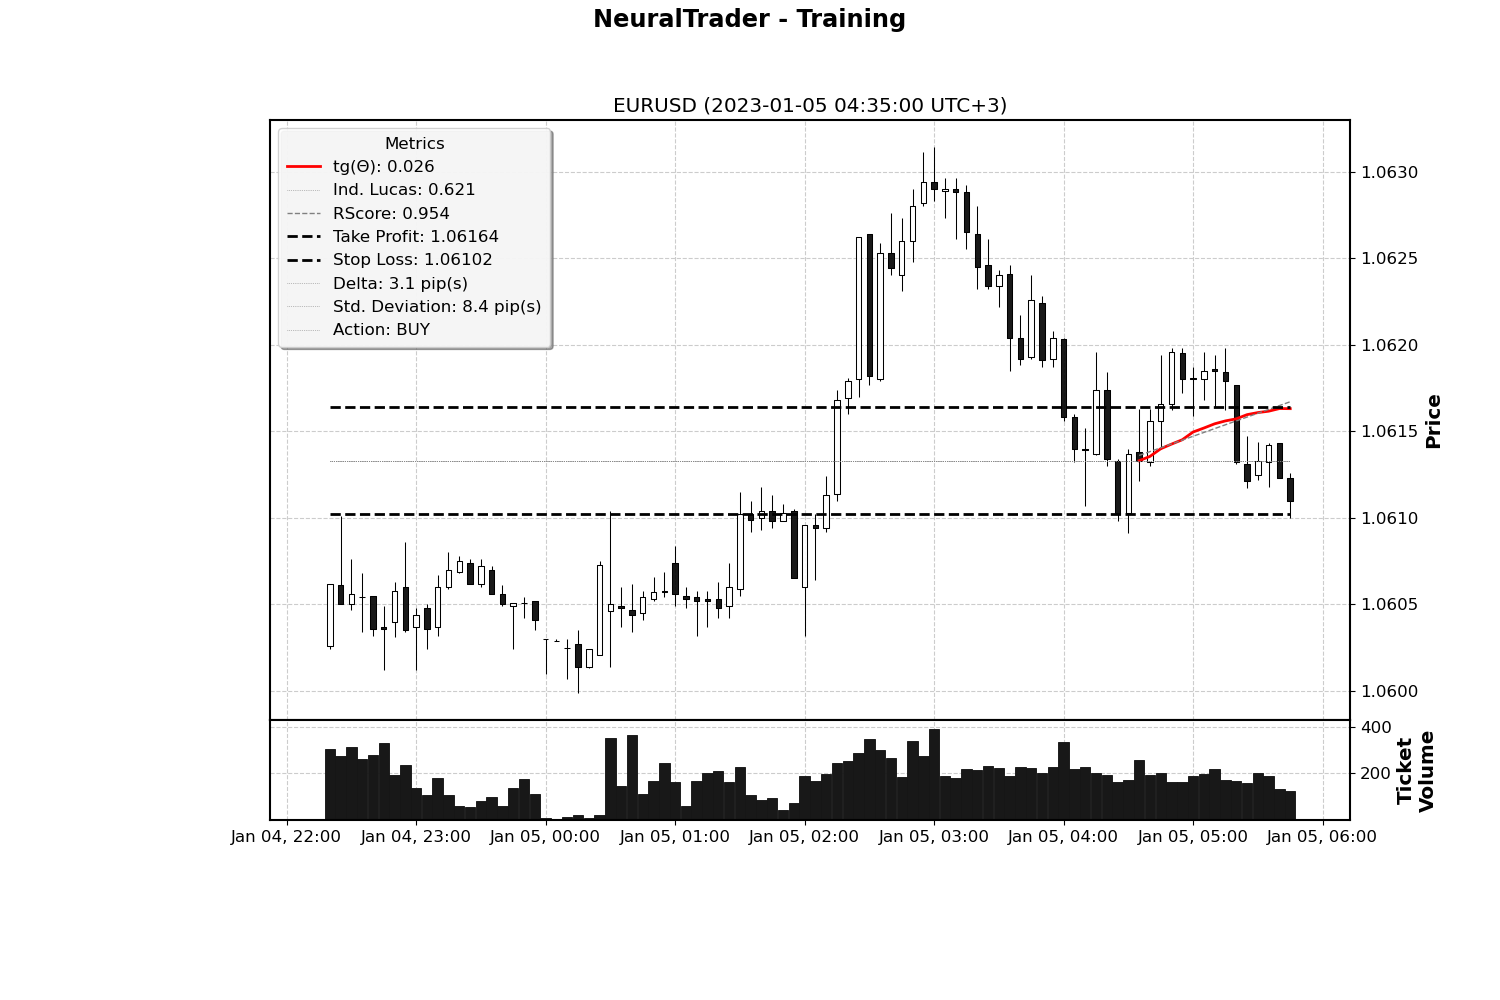 NeuralTrader - Training
EURUSD (2023-01-05 04:35:00 UTC+3)
Metrics
tg(Θ): 0.026
Ind. Lucas: 0.621
RScore: 0.954
Take Profit: 1.06164
Stop Loss: 1.06102
Delta: 3.1 pip(s)
Std. Deviation: 8.4 pip(s)
Action: BUY
1.0630
1.0625
1.0620
1.0615
1.0610
1.0605
1.0600
Price
400
200
Ticket
Volume
Jan 04, 22:00
Jan 04, 23:00
Jan 05, 00:00
Jan 05, 01:00
Jan 05, 02:00
Jan 05, 03:00
Jan 05, 04:00
Jan 05, 05:00
Jan 05, 06:00